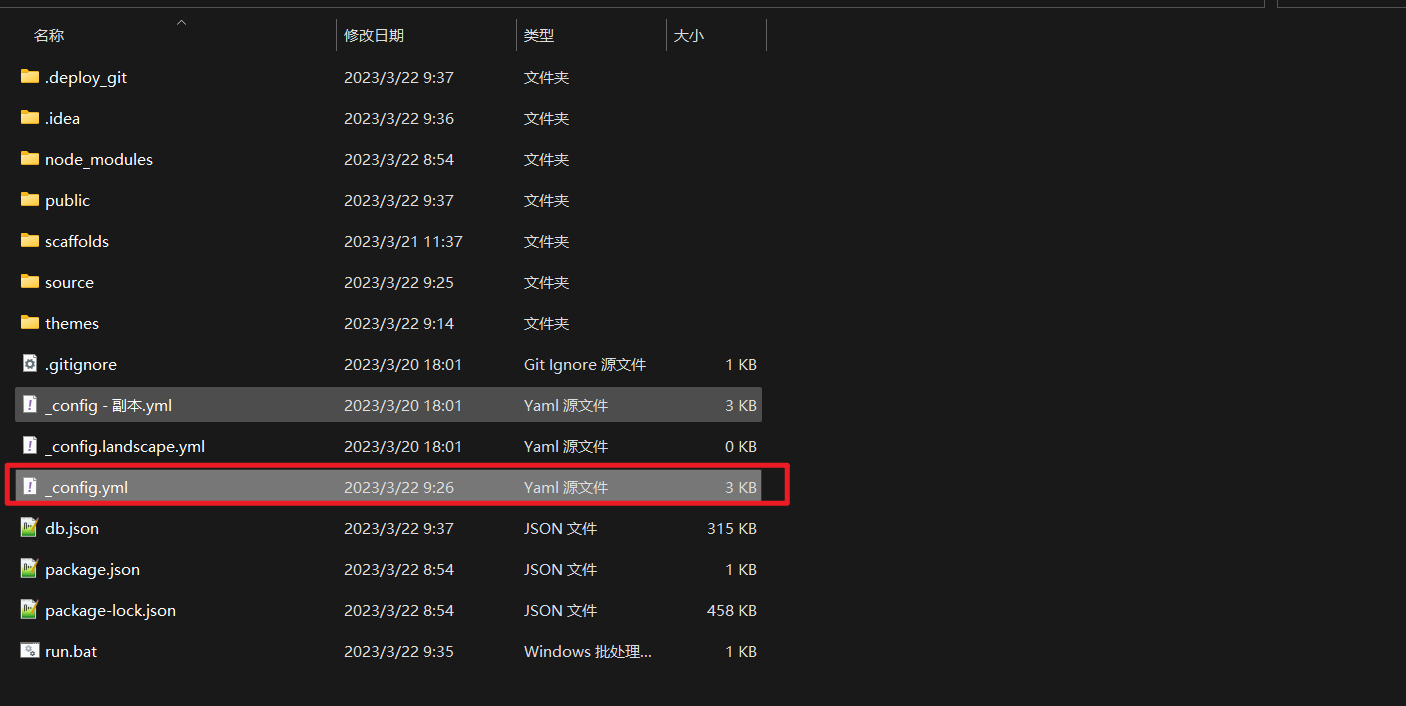 名称 修改日期 类型 大小
.deploy_git 2023/3/22 9:37 文件夹
.idea 2023/3/22 9:36 文件夹
node_modules 2023/3/22 8:54 文件夹
public 2023/3/22 9:37 文件夹
scaffolds 2023/3/21 11:37 文件夹
source 2023/3/22 9:25 文件夹
themes 2023/3/22 9:14 文件夹
.gitignore 2023/3/20 18:01 Git Ignore 源文件 1 KB
_config - 副本.yml 2023/3/20 18:01 Yaml 源文件 3 KB
_config.landscape.yml 2023/3/20 18:01 Yaml 源文件 0 KB
_config.yml 2023/3/22 9:26 Yaml 源文件 3 KB
db.json 2023/3/22 9:37 JSON 文件 315 KB
package.json 2023/3/22 8:54 JSON 文件 1 KB
package-lock.json 2023/3/22 8:54 JSON 文件 458 KB
run.bat 2023/3/22 9:35 Windows 批处理... 1 KB